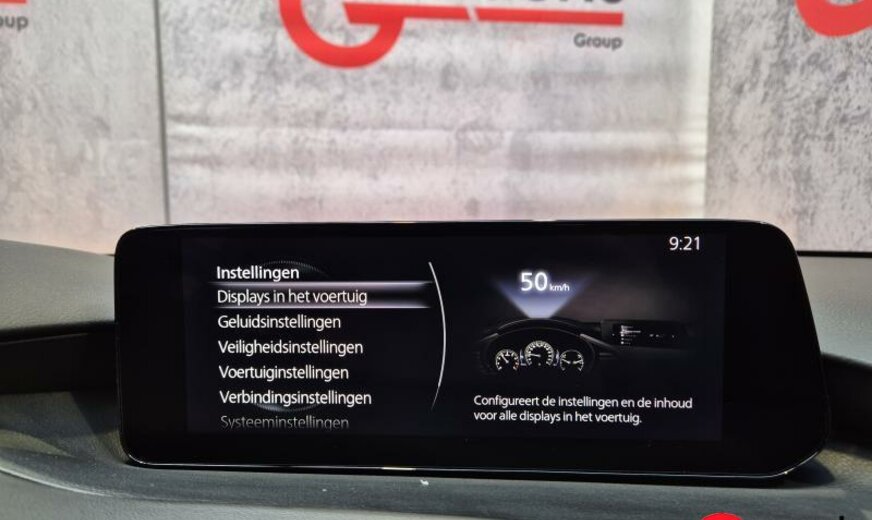 Group
9:21
Instellingen
Displays in het voertuig
Geluidsinstellingen
Veiligheidsinstellingen
Voertuiginstellingen
Verbindingsinstellingen
Systeeminstellingen
50 km/h
Configureert de instellingen en de inhoud
voor alle displays in het voertuig.